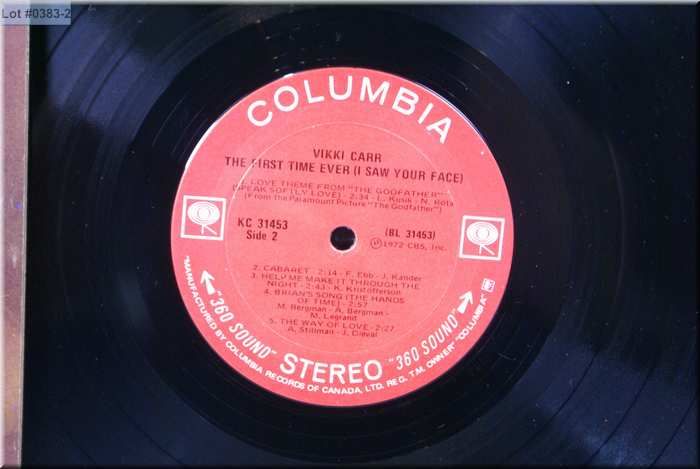 Lot #0383-2
COLUMBIA
VIKKI CARR
THE FIRST TIME EVER (I SAW YOUR FACE)
1. LOVE THEME FROM "THE GODFATHER"
(SPEAK SOFTLY LOVE) - 2:34 - L. Kusik - N. Rota
(From the Paramount Picture "The Godfather")
KC 31453
Side 2
(BL 31453)
℗1972 CBS, Inc.
2. CABARET - 2:14 - F. Ebb - J. Kander
3. HELP ME MAKE IT THROUGH THE
NIGHT - 2:43 - K. Kristofferson
4. BRIAN'S SONG (THE HANDS
OF TIME) - 2:57
M. Bergman - A. Bergman -
M. Legrand
5. THE WAY OF LOVE - 2:27
A. Stillman - J. Dieval
"360 SOUND" STEREO "360 SOUND"
"MANUFACTURED BY COLUMBIA RECORDS OF CANADA, LTD. REG. T.M. OWNER "COLUMBIA"